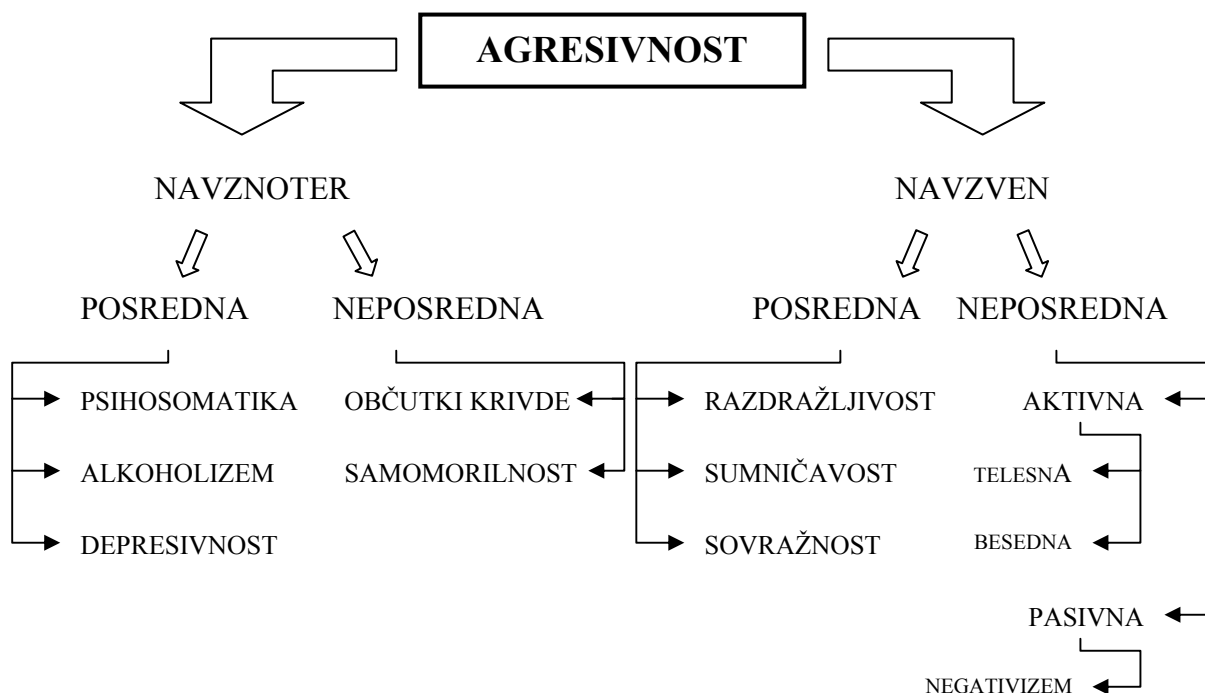 AGRESIVNOST
NAVZNOTER NAVZVEN
POSREDNA NEPOSREDNA POSREDNA NEPOSREDNA
PSIHOSOMATIKA OBČUTKI KRIVDE RAZDRAŽLJIVOST AKTIVNA
ALKOHOLIZEM SAMOMORILNOST SUMNIČAVOST TELESNA
DEPRESIVNOST SOVRAŽNOST BESEDNA
PASIVNA
NEGATIVIZEM